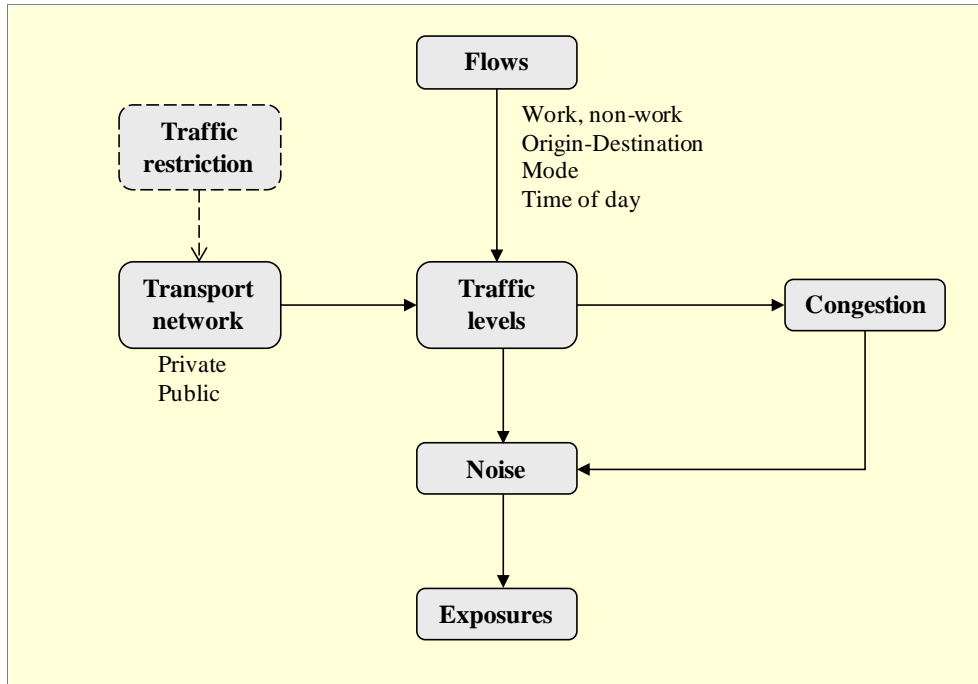 Flows
Work, non-work
Origin-Destination
Mode
Time of day
Traffic
restriction
Transport
network
Private
Public
Traffic
levels
Congestion
Noise
Exposures